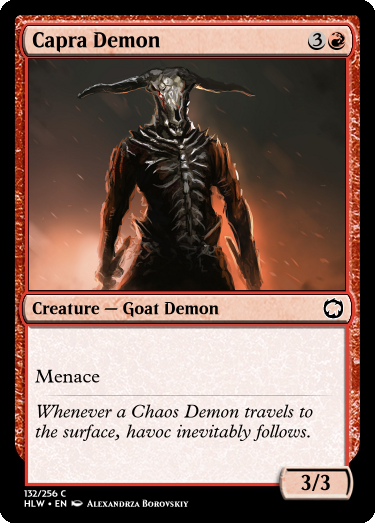 Capra Demon 3
Creature — Goat Demon
Menace
Whenever a Chaos Demon travels to
the surface, havoc inevitably follows.
3/3
132/256 C
HLW • EN Alexandrza Borovskiy